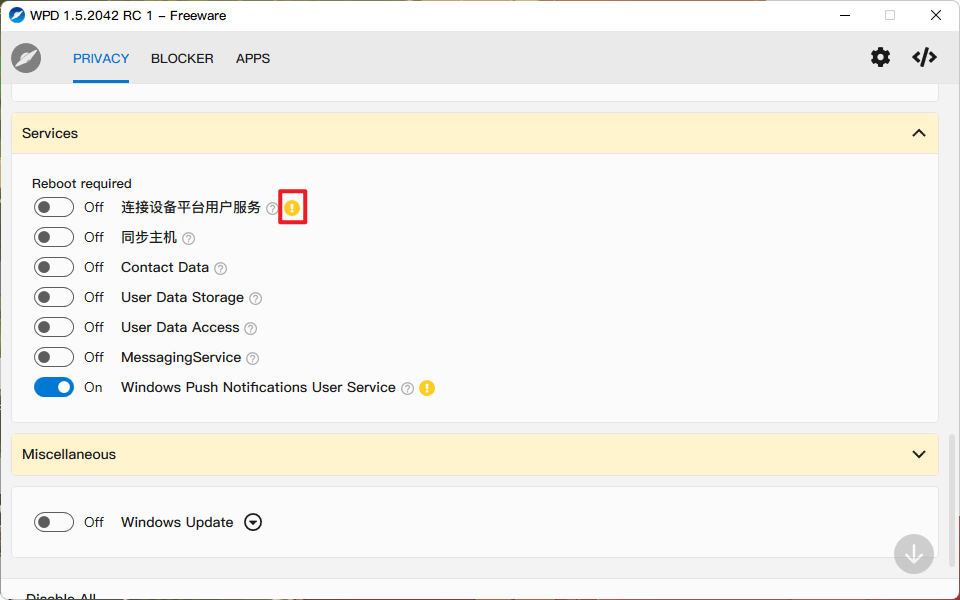 WPD 1.5.2042 RC 1 – Freeware
PRIVACY BLOCKER APPS
Services
Reboot required
Off 连接设备平台用户服务
Off 同步主机
Off Contact Data
Off User Data Storage
Off User Data Access
Off MessagingService
On Windows Push Notifications User Service
Miscellaneous
Off Windows Update
Disable All